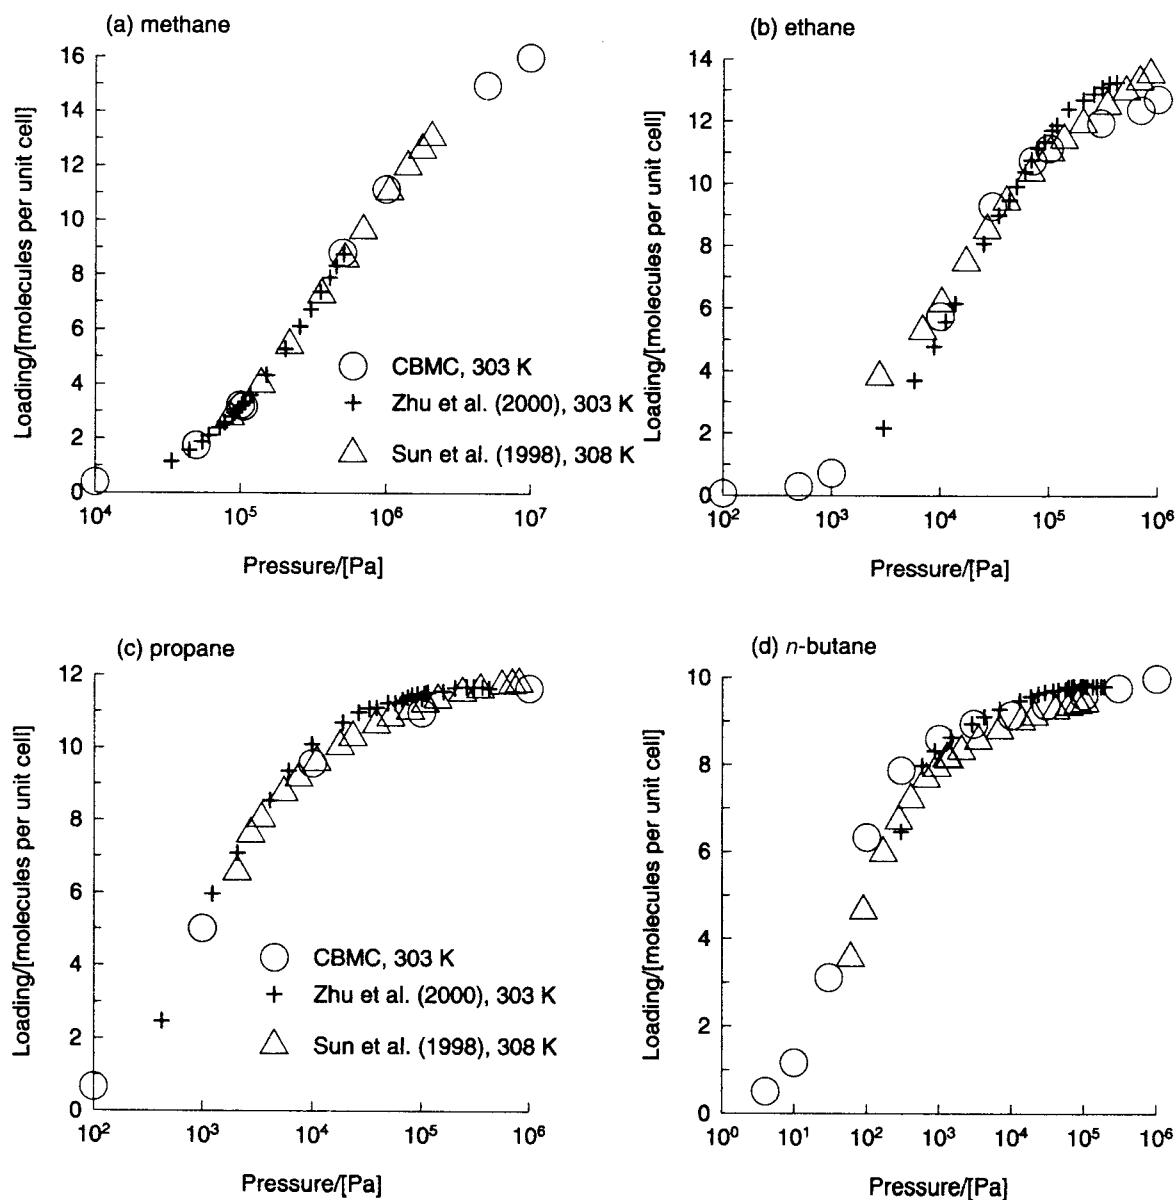 (a) methane
16
14
12
10
8
6
4
2
0
Loading/[molecules per unit cell]
CBMC, 303 K
Zhu et al. (2000), 303 K
Sun et al. (1998), 308 K
10⁴ 10⁵ 10⁶ 10⁷
Pressure/[Pa]
(b) ethane
14
12
10
8
6
4
2
0
Loading/[molecules per unit cell]
10² 10³ 10⁴ 10⁵ 10⁶
Pressure/[Pa]
(c) propane
12
10
8
6
4
2
0
Loading/[molecules per unit cell]
CBMC, 303 K
Zhu et al. (2000), 303 K
Sun et al. (1998), 308 K
10² 10³ 10⁴ 10⁵ 10⁶
Pressure/[Pa]
(d) n-butane
10
8
6
4
2
0
Loading/[molecules per unit cell]
10⁰ 10¹ 10² 10³ 10⁴ 10⁵ 10⁶
Pressure/[Pa]